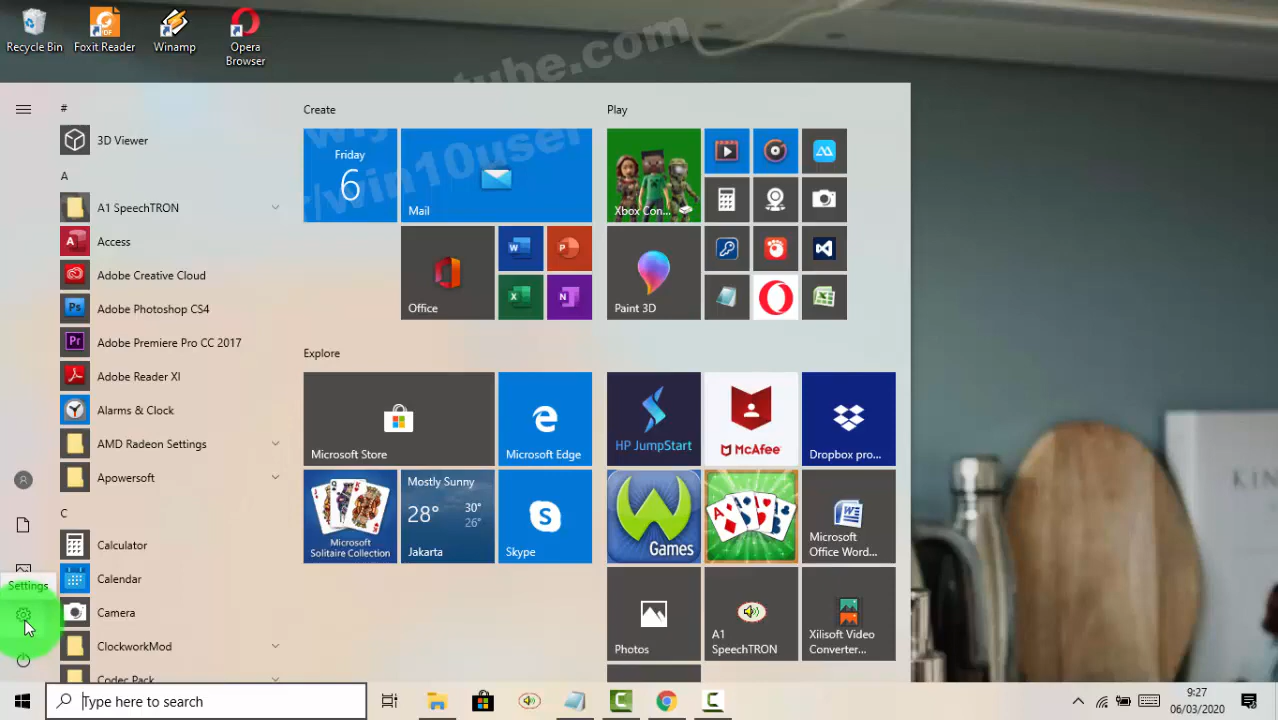 Recycle Bin
Foxit Reader
Winamp
Opera
Browser
tube.com
win10user
#
3D Viewer
A
A1 SpeechTRON
Access
Adobe Creative Cloud
Adobe Photoshop CS4
Adobe Premiere Pro CC 2017
Adobe Reader XI
Alarms & Clock
AMD Radeon Settings
Apowersoft
C
Calculator
Calendar
Camera
ClockworkMod
Codec Pack
Settings
Create
Friday
6
Mail
Office
Play
Xbox Con...
Paint 3D
Explore
Microsoft Store
Microsoft Edge
Microsoft
Solitaire Collection
Mostly Sunny
28°
30°
26°
Jakarta
Skype
HP JumpStart
McAfee
Dropbox pro...
Games
Microsoft
Office Word...
Photos
A1
SpeechTRON
Xilisoft Video
Converter...
Type here to search
9:27
06/03/2020